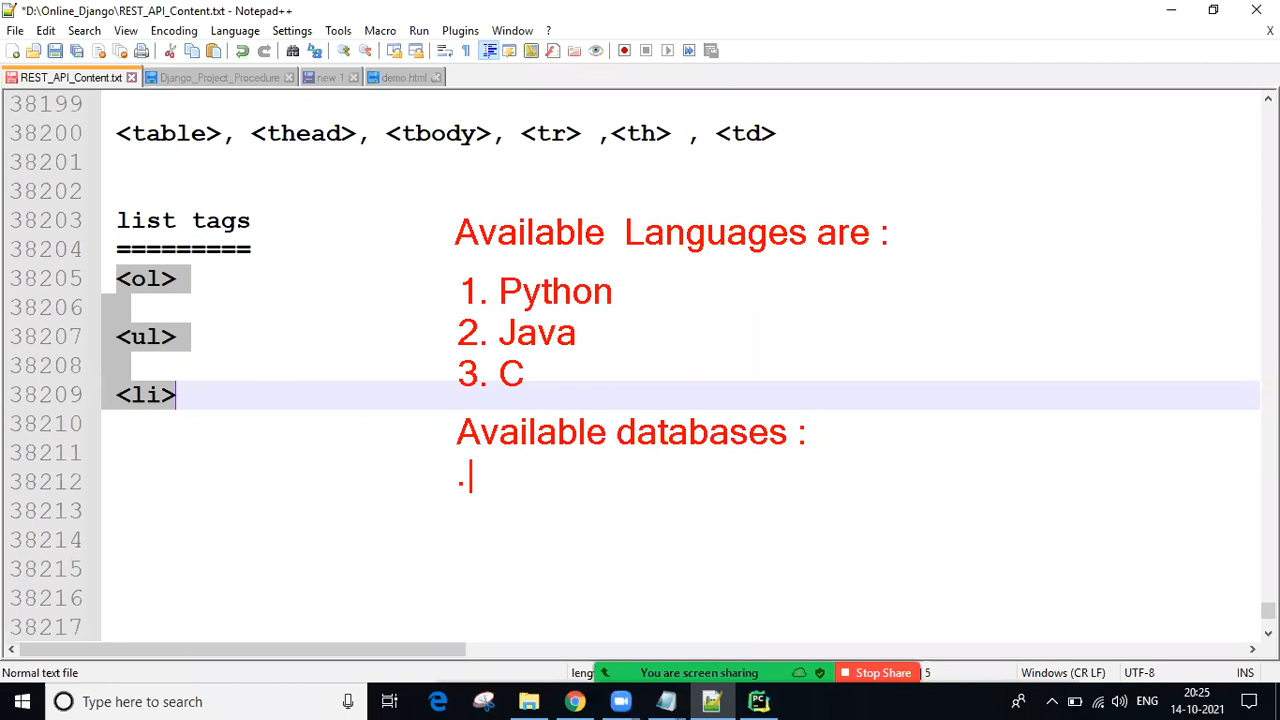 *D:\Online_Django\REST_API_Content.txt - Notepad++
File Edit Search View Encoding Language Settings Tools Macro Run Plugins Window ? X
REST_API_Content.txt Django_Project_Procedure new 1 demo.html
38199
38200 <table>, <thead>, <tbody>, <tr> ,<th> , <td>
38201
38202
38203 list tags
38204 =========
Available Languages are :
38205 <ol>
1. Python
38206
38207 <ul>
2. Java
38208
3. C
38209 <li>
38210
Available databases :
38211
38212
.
38213
38214
38215
38216
38217
Normal text file leng You are screen sharing Stop Share 5 Windows (CR LF) UTF-8 INS
Type here to search ENG 20:25
14-10-2021